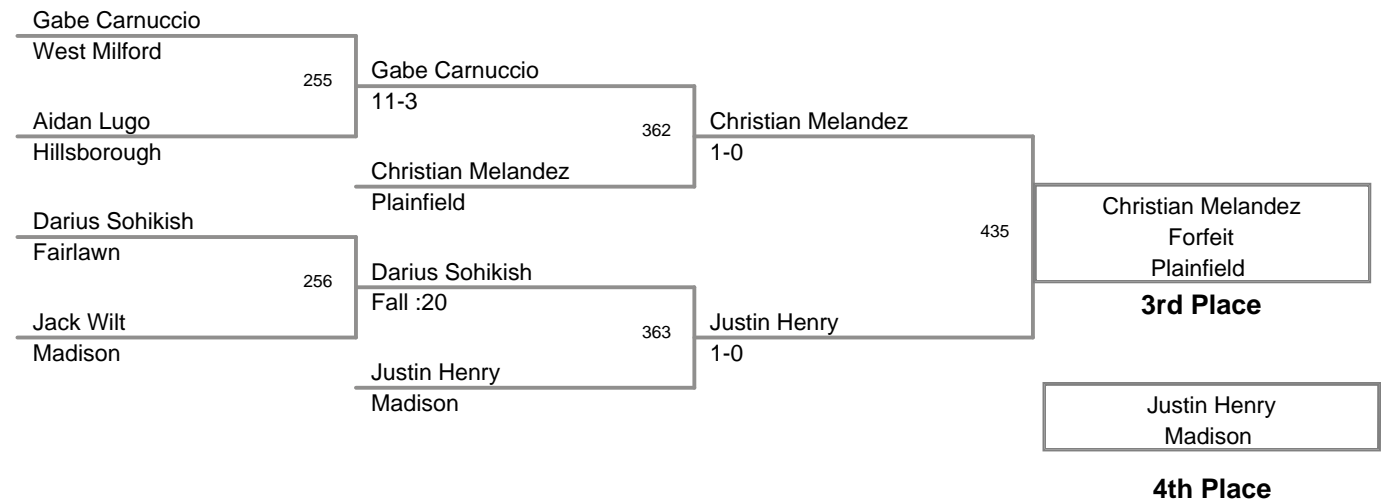 Gabe Carnuccio
West Milford
255
Gabe Carnuccio
11-3
Aidan Lugo
Hillsborough
362
Christian Melandez
1-0
Christian Melandez
Plainfield
Darius Sohikish
Fairlawn
435
Christian Melandez
Forfeit
Plainfield
3rd Place
256
Darius Sohikish
Fall :20
Jack Wilt
Madison
363
Justin Henry
1-0
Justin Henry
Madison
Justin Henry
Madison
4th Place